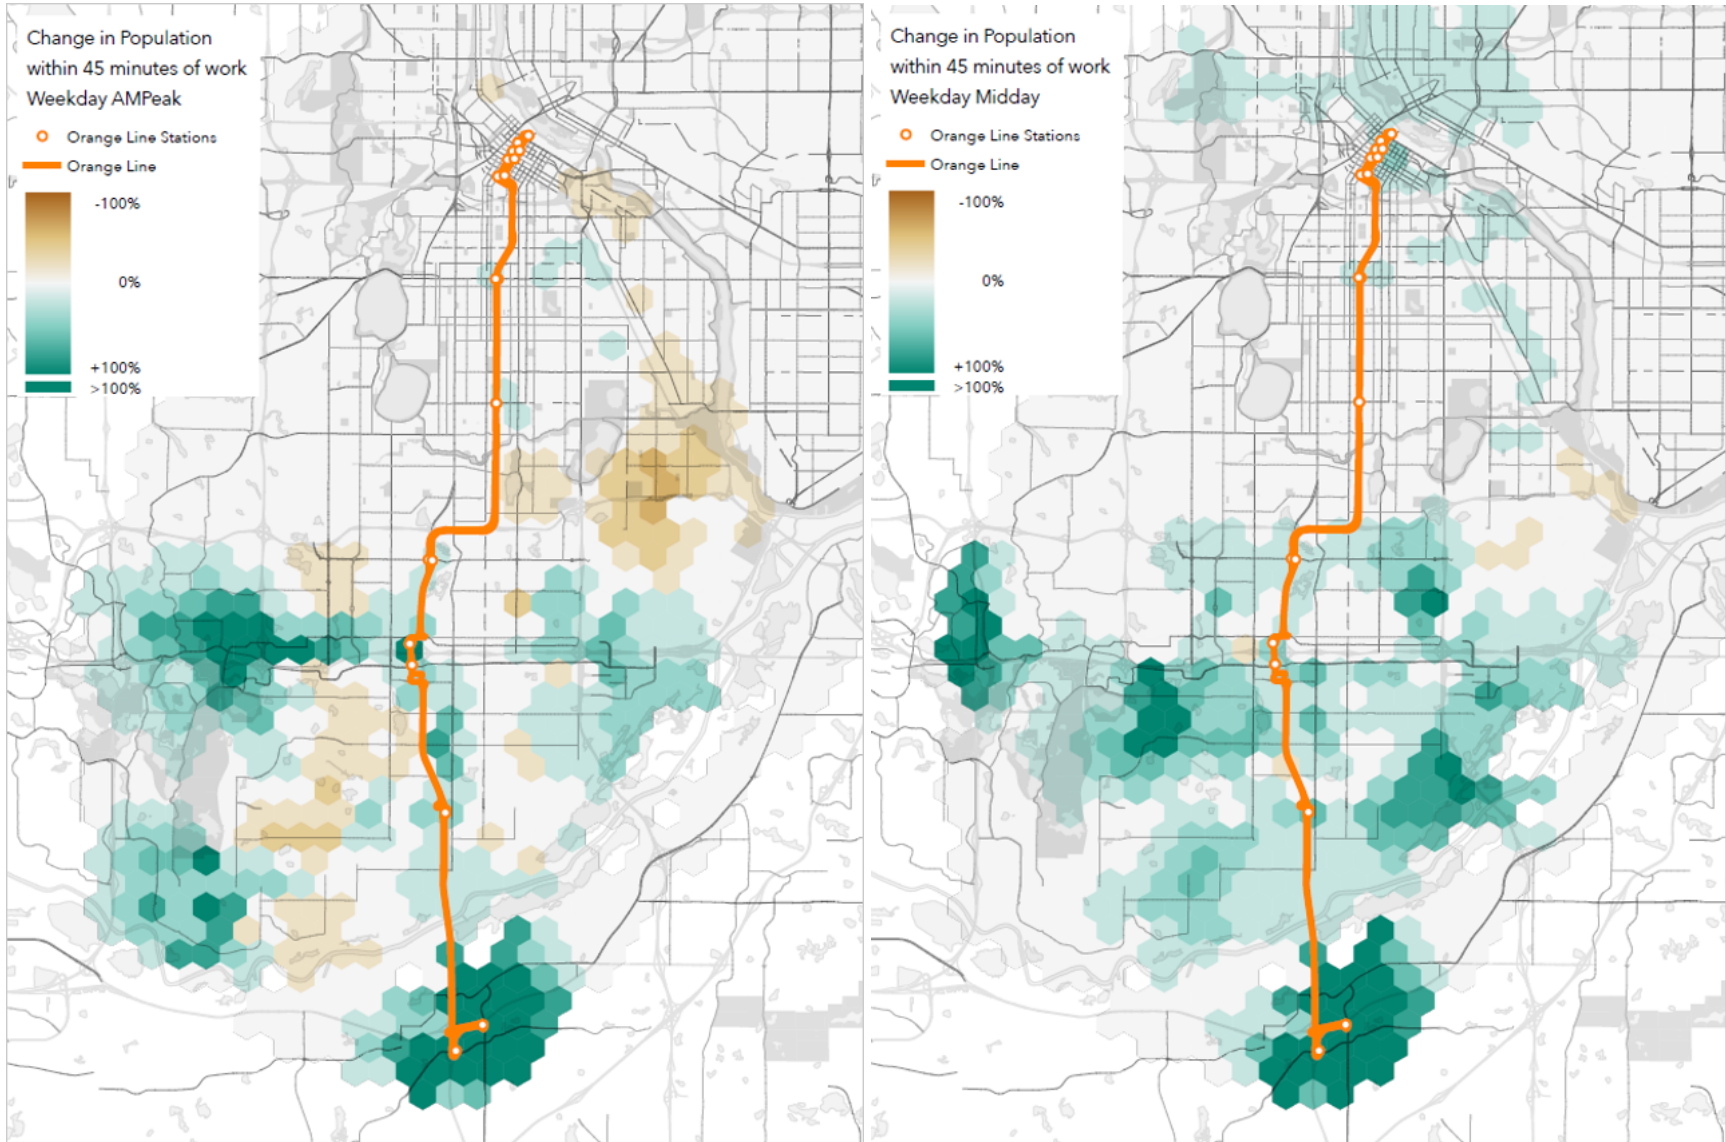 Change in Population
within 45 minutes of work
Weekday AMPeak
Orange Line Stations
Orange Line
-100%
0%
+100%
>100%
Change in Population
within 45 minutes of work
Weekday Midday
Orange Line Stations
Orange Line
-100%
0%
+100%
>100%